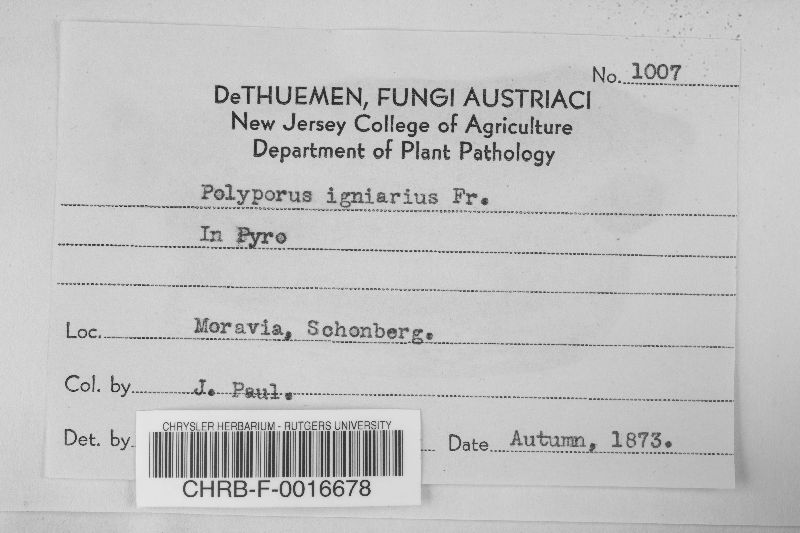 No. 1007
DeTHUEMEN, FUNGI AUSTRIACI
New Jersey College of Agriculture
Department of Plant Pathology
Polyporus igniarius Fr.
In Pyro
Loc. Moravia, Schonberg.
Col. by J. Paul.
Det. by
Date Autumn, 1873.
CHRYSLER HERBARIUM - RUTGERS UNIVERSITY
CHRB-F-0016678